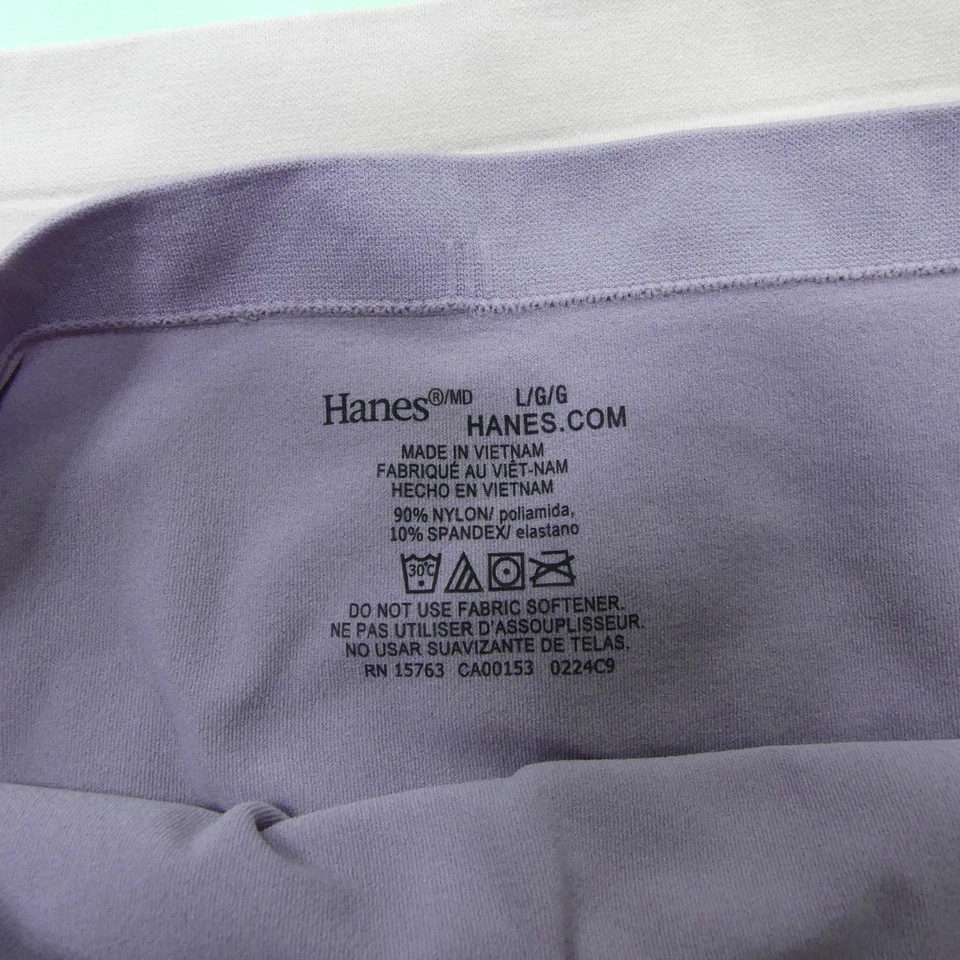 Hanes®/MD L/G/G
HANES.COM
MADE IN VIETNAM
FABRIQUÉ AU VIÊT-NAM
HECHO EN VIETNAM
90% NYLON/ poliamida,
10% SPANDEX/ elastano
30°C
DO NOT USE FABRIC SOFTENER.
NE PAS UTILISER D'ASSOUPLISSEUR.
NO USAR SUAVIZANTE DE TELAS.
RN 15763 CA00153 0224C9